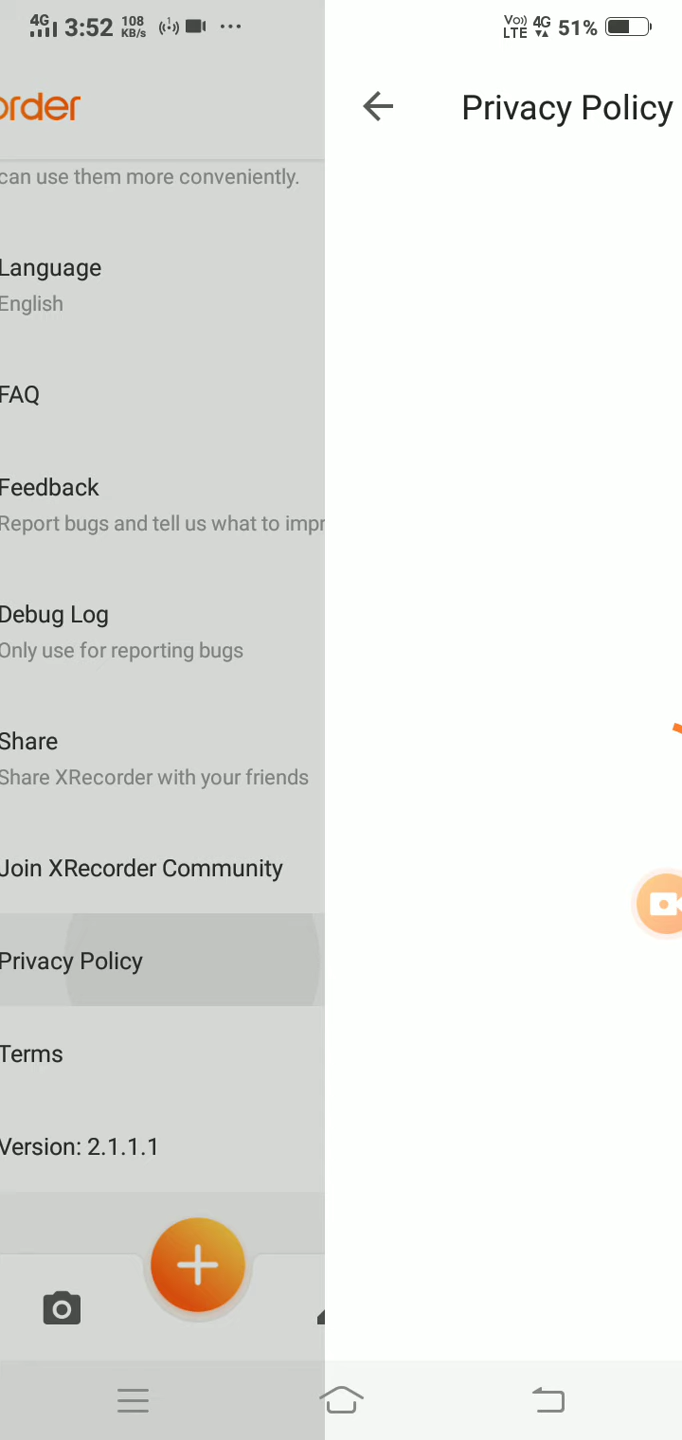 4G 3:52 108 KB/s
Vo) LTE 4G 51%
order
Privacy Policy
can use them more conveniently.
Language
English
FAQ
Feedback
Report bugs and tell us what to impr
Debug Log
Only use for reporting bugs
Share
Share XRecorder with your friends
Join XRecorder Community
Privacy Policy
Terms
Version: 2.1.1.1